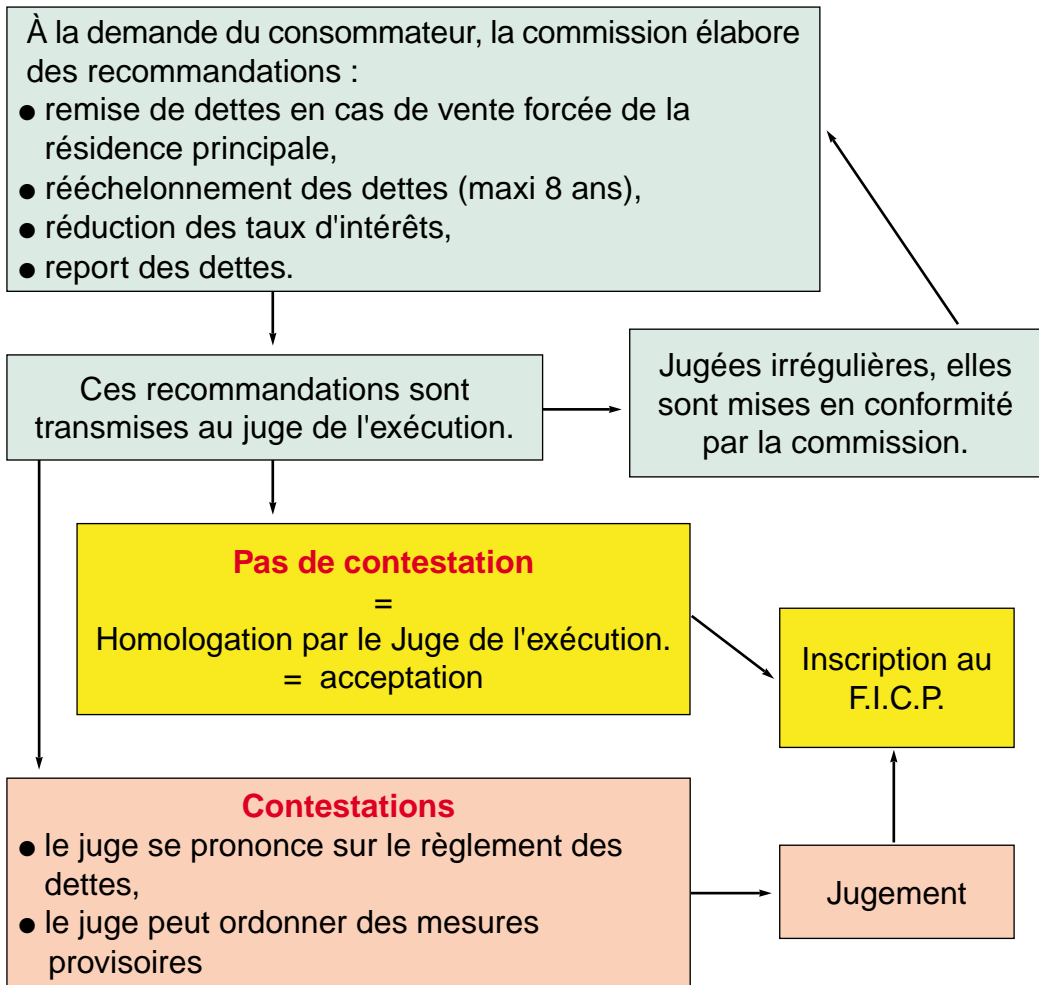 À la demande du consommateur, la commission élabore
des recommandations :
● remise de dettes en cas de vente forcée de la
résidence principale,
● rééchelonnement des dettes (maxi 8 ans),
● réduction des taux d'intérêts,
● report des dettes.
Ces recommandations sont
transmises au juge de l'exécution.
Jugées irrégulières, elles
sont mises en conformité
par la commission.
Pas de contestation
=
Homologation par le Juge de l'exécution.
= acceptation
Inscription au
F.I.C.P.
Contestations
● le juge se prononce sur le règlement des
dettes,
● le juge peut ordonner des mesures
provisoires
Jugement